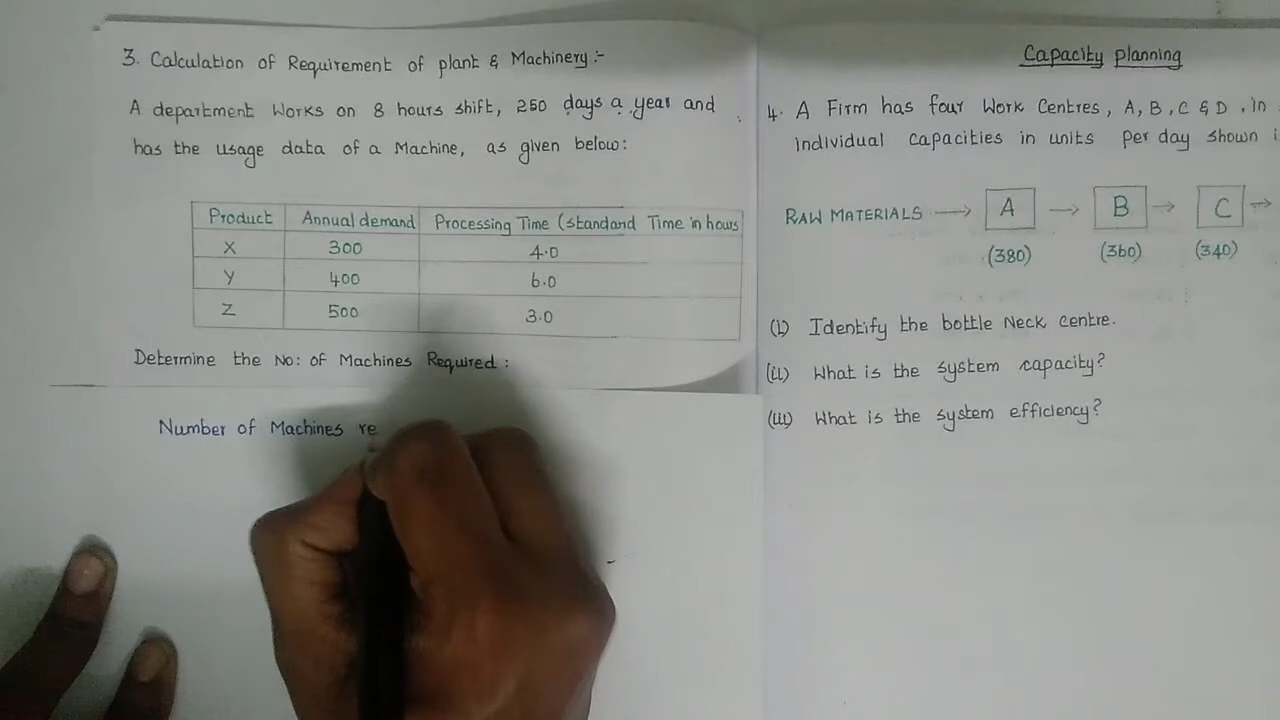 3. Calculation of Requirement of plant & Machinery:-
A department Works on 8 hours shift, 250 days a year and
has the usage data of a Machine, as given below:
Product Annual demand Processing Time (standard Time in hours
X 300 4.0
Y 400 6.0
Z 500 3.0
Determine the No: of Machines Required:
Number of Machines re
Capacity planning
4. A Firm has four Work Centres, A, B, C & D, in
individual capacities in units per day shown
RAW MATERIALS → A → B → C →
(380) (360) (340)
(i) Identify the bottle Neck centre.
(ii) What is the system capacity?
(iii) What is the system efficiency?